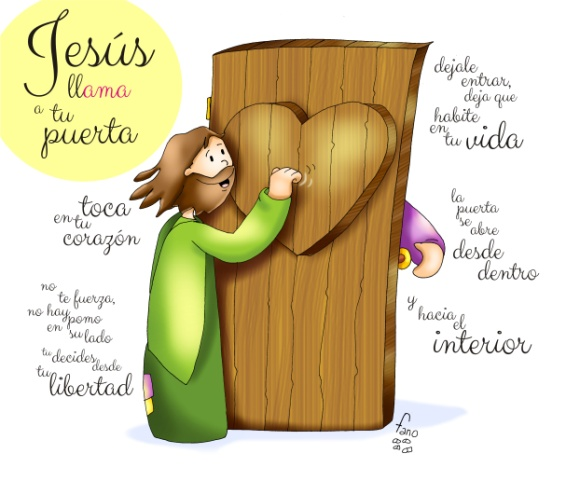 Jesús
llama
a tu
puerta
toca
en tu
corazón
no
te fuerza,
no hay pomo
en su lado
tu decides desde
tu libertad
dejale
entrar,
deja que
habite
en tu vida
la
puerta
se
abre
desde
dentro
y
hacia
el
interior
fano